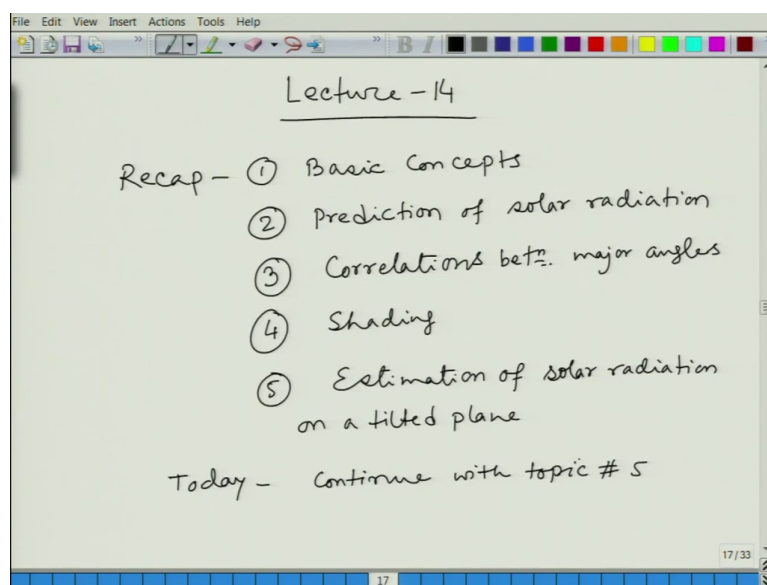 File Edit View Insert Actions Tools Help
B I
Lecture - 14
Recap - ① Basic Concepts
② Prediction of solar radiation
③ Correlations betn. major angles
④ Shading
⑤ Estimation of solar radiation
on a tilted plane
Today - Continue with topic # 5
17/33
17